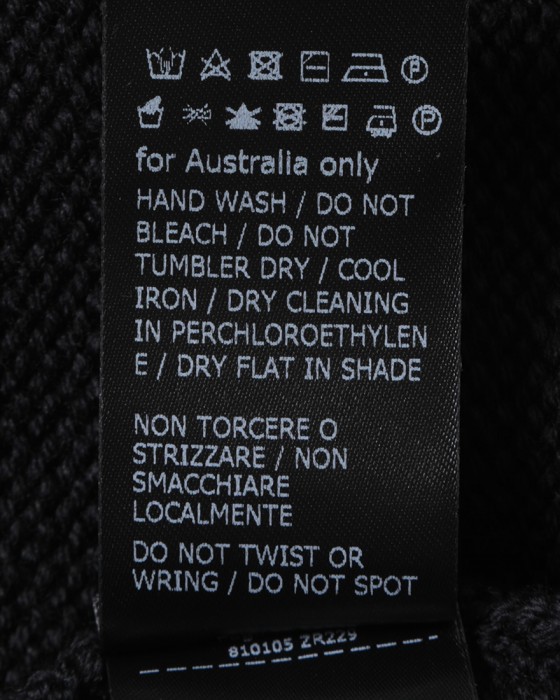 for Australia only
HAND WASH / DO NOT
BLEACH / DO NOT
TUMBLER DRY / COOL
IRON / DRY CLEANING
IN PERCHLOROETHYLEN
E / DRY FLAT IN SHADE
NON TORCERE O
STRIZZARE / NON
SMACCHIARE
LOCALMENTE
DO NOT TWIST OR
WRING / DO NOT SPOT
810105 ZR229